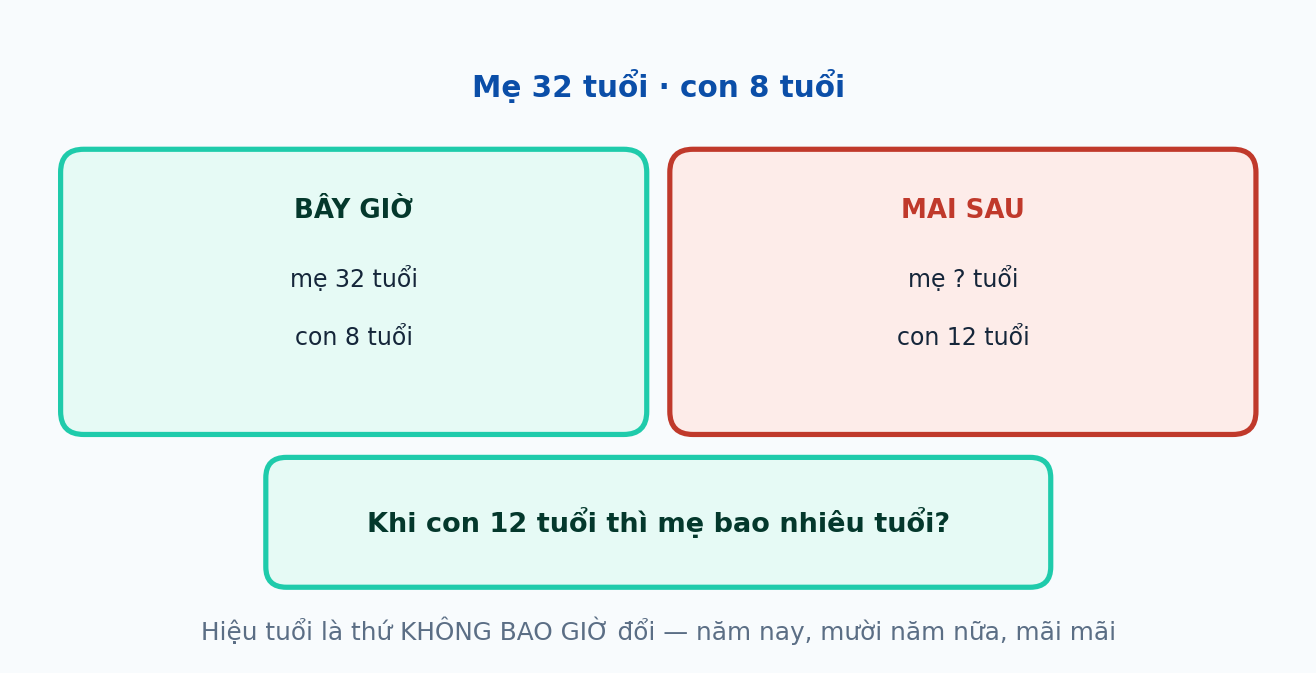 Mẹ 32 tuổi · con 8 tuổi
BÂY GIỜ
mẹ 32 tuổi
con 8 tuổi
MAI SAU
mẹ ? tuổi
con 12 tuổi
Khi con 12 tuổi thì mẹ bao nhiêu tuổi?
Hiệu tuổi là thứ KHÔNG BAO GIỜ đổi — năm nay, mười năm nữa, mãi mãi